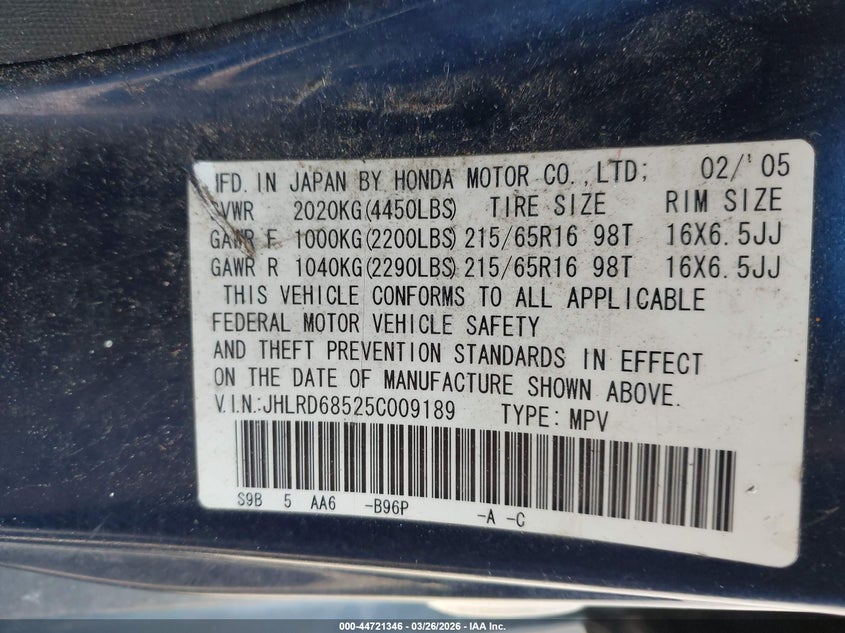 MFD. IN JAPAN BY HONDA MOTOR CO.,LTD; 02/'05
GVWR 2020KG(4450LBS) TIRE SIZE RIM SIZE
GAWR F 1000KG(2200LBS) 215/65R16 98T 16X6.5JJ
GAWR R 1040KG(2290LBS) 215/65R16 98T 16X6.5JJ
THIS VEHICLE CONFORMS TO ALL APPLICABLE
FEDERAL MOTOR VEHICLE SAFETY
AND THEFT PREVENTION STANDARDS IN EFFECT
ON THE DATE OF MANUFACTURE SHOWN ABOVE.
V.I.N.:JHLRD68525C009189 TYPE: MPV
S9B 5 AA6 -B96P -A -C
000-44721346 - 03/26/2026 - IAA Inc.